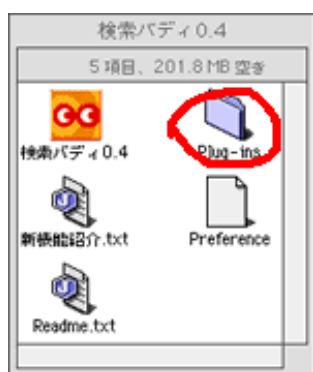 検索バディ0.4
5 項目、201.8 MB 空き
検索バディ0.4
Plug-ins
新機能紹介.txt
Preference
Readme.txt